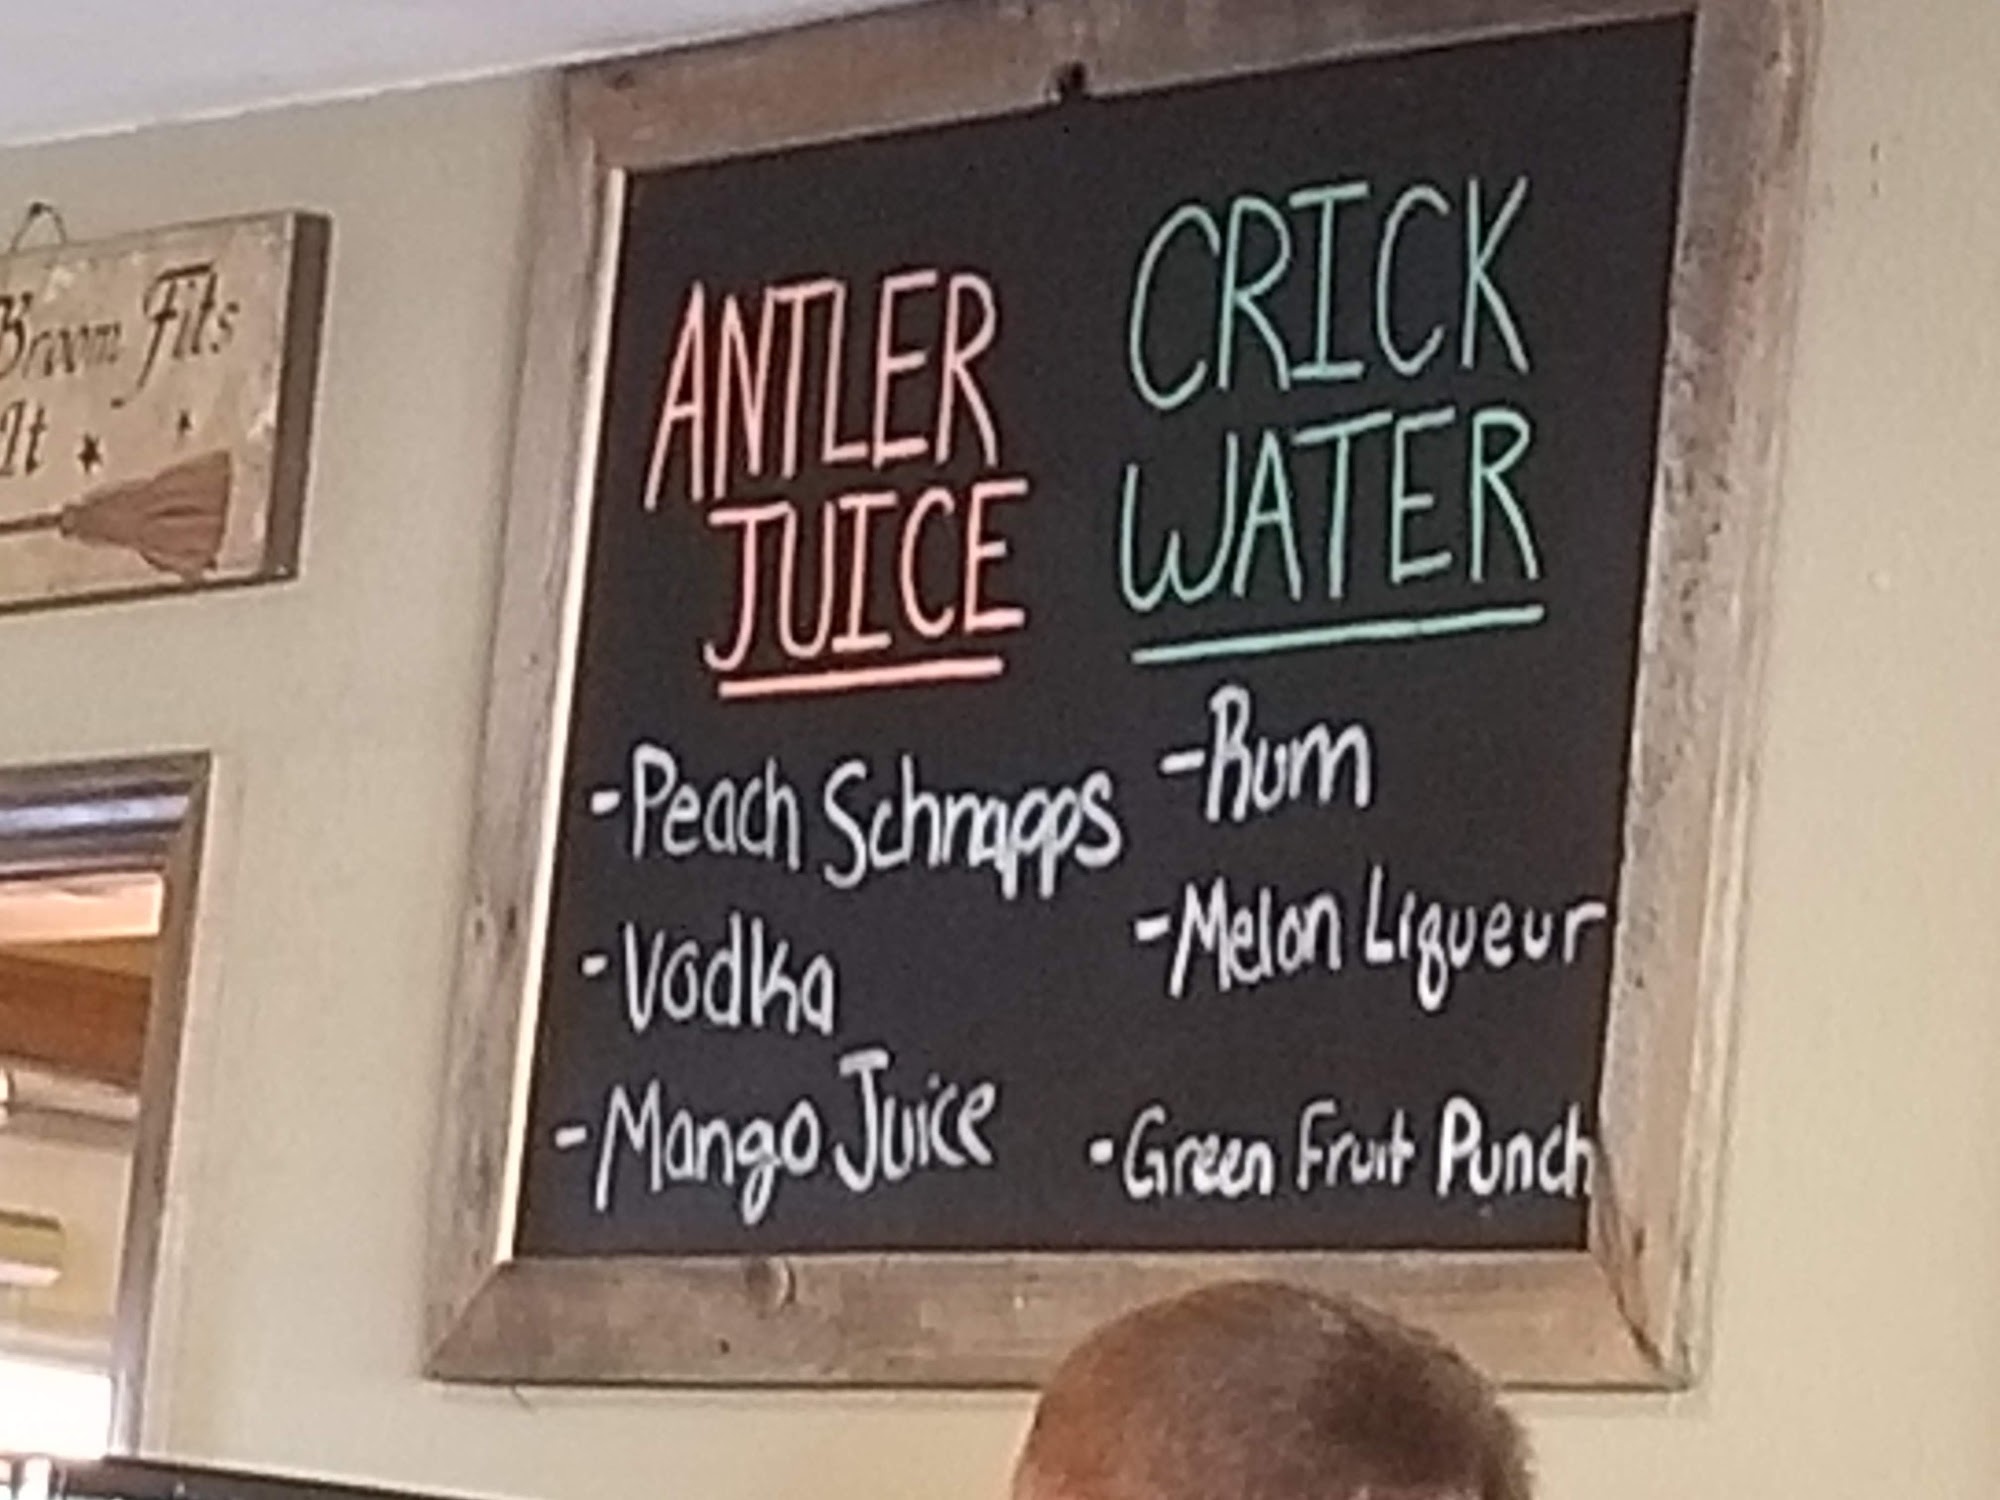 Broom Fits
It
ANTLER
JUICE
-Peach Schnapps
-Vodka
-Mango Juice
CRICK
WATER
-Rum
-Melon Liqueur
-Green Fruit Punch